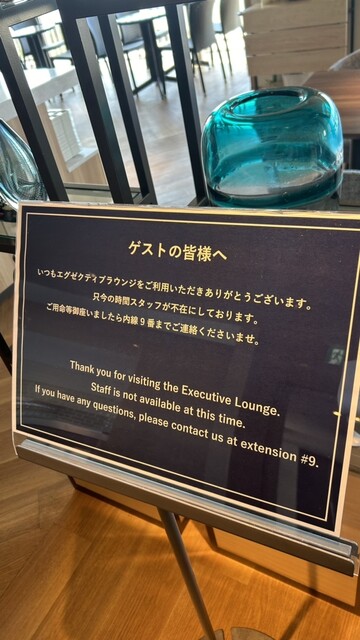 ゲストの皆様へ
いつもエグゼクティブラウンジをご利用いただきありがとうございます。
只今の時間スタッフが不在にしております。
ご用命等御座いましたら内線9番までご連絡くださいませ。
Thank you for visiting the Executive Lounge.
Staff is not available at this time.
If you have any questions, please contact us at extension #9.